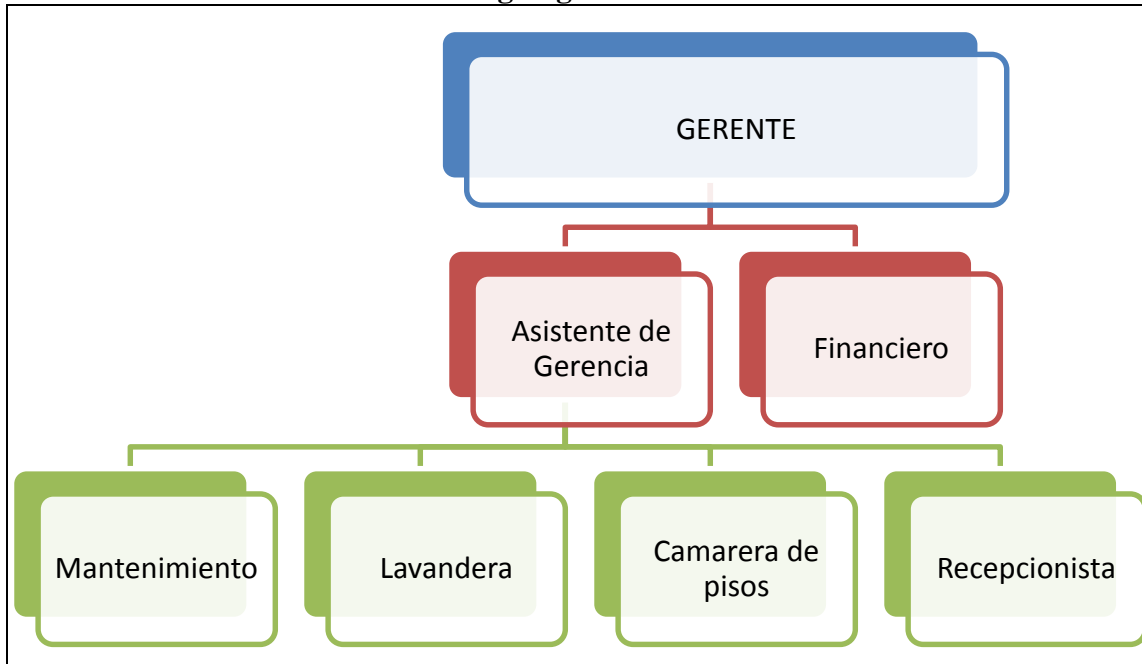 GERENTE
Asistente de
Gerencia
Financiero
Mantenimiento
Lavandera
Camarera de
pisos
Recepcionista